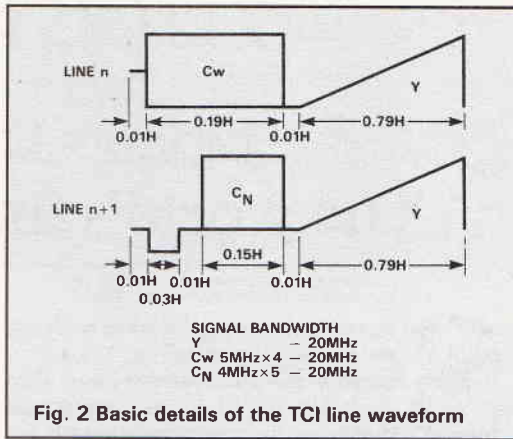 LINE n
Cw
Y
0.01H
0.19H
0.01H
0.79H
LINE n+1
CN
Y
0.01H
0.03H
0.01H
0.15H
0.01H
0.79H
SIGNAL BANDWIDTH
Y – 20MHz
Cw 5MHz×4 – 20MHz
CN 4MHz×5 – 20MHz
Fig. 2 Basic details of the TCI line waveform